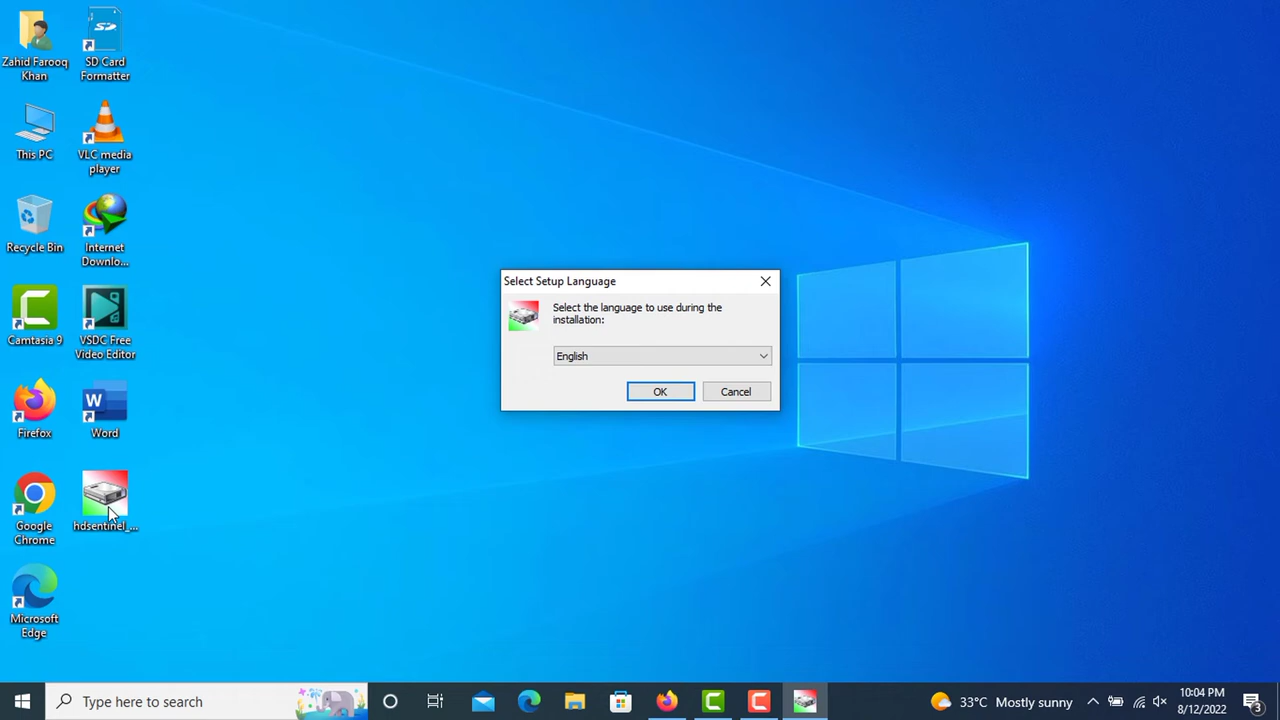 Zahid Farooq
Khan
SD Card
Formatter
This PC
VLC media
player
Recycle Bin
Internet
Downlo...
Camtasia 9
VSDC Free
Video Editor
Firefox
Word
Google
Chrome
hdsentinel_...
Microsoft
Edge
Select Setup Language
Select the language to use during the
installation:
English
OK
Cancel
Type here to search
33°C Mostly sunny
10:04 PM
8/12/2022
3